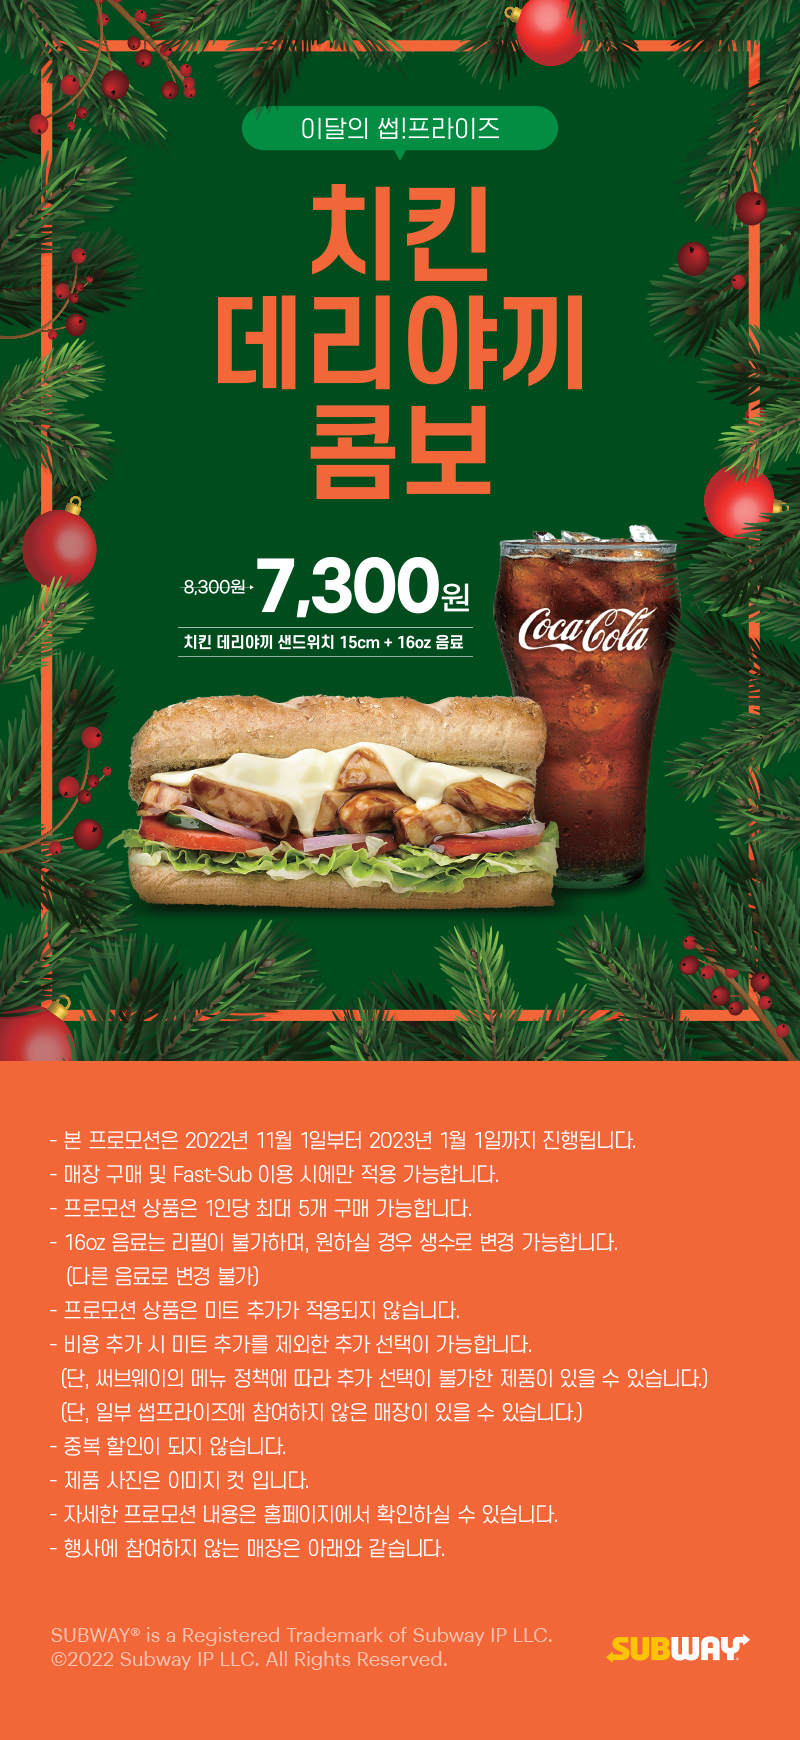 이달의 썹!프라이즈
치킨
데리야끼
콤보
8,300원
7,300원
치킨 데리야끼 샌드위치 15cm + 16oz 음료
Coca-Cola
- 본 프로모션은 2022년 11월 1일부터 2023년 1월 1일까지 진행됩니다.
- 매장 구매 및 Fast-Sub 이용 시에만 적용 가능합니다.
- 프로모션 상품은 1인당 최대 5개 구매 가능합니다.
- 16oz 음료는 리필이 불가하며, 원하실 경우 생수로 변경 가능합니다.
(다른 음료로 변경 불가)
- 프로모션 상품은 미트 추가가 적용되지 않습니다.
- 비용 추가 시 미트 추가를 제외한 추가 선택이 가능합니다.
(단, 써브웨이의 메뉴 정책에 따라 추가 선택이 불가한 제품이 있을 수 있습니다.)
(단, 일부 썹프라이즈에 참여하지 않은 매장이 있을 수 있습니다.)
- 중복 할인이 되지 않습니다.
- 제품 사진은 이미지 컷 입니다.
- 자세한 프로모션 내용은 홈페이지에서 확인하실 수 있습니다.
- 행사에 참여하지 않는 매장은 아래와 같습니다.
SUBWAY® is a Registered Trademark of Subway IP LLC.
©2022 Subway IP LLC. All Rights Reserved.
SUBWAY